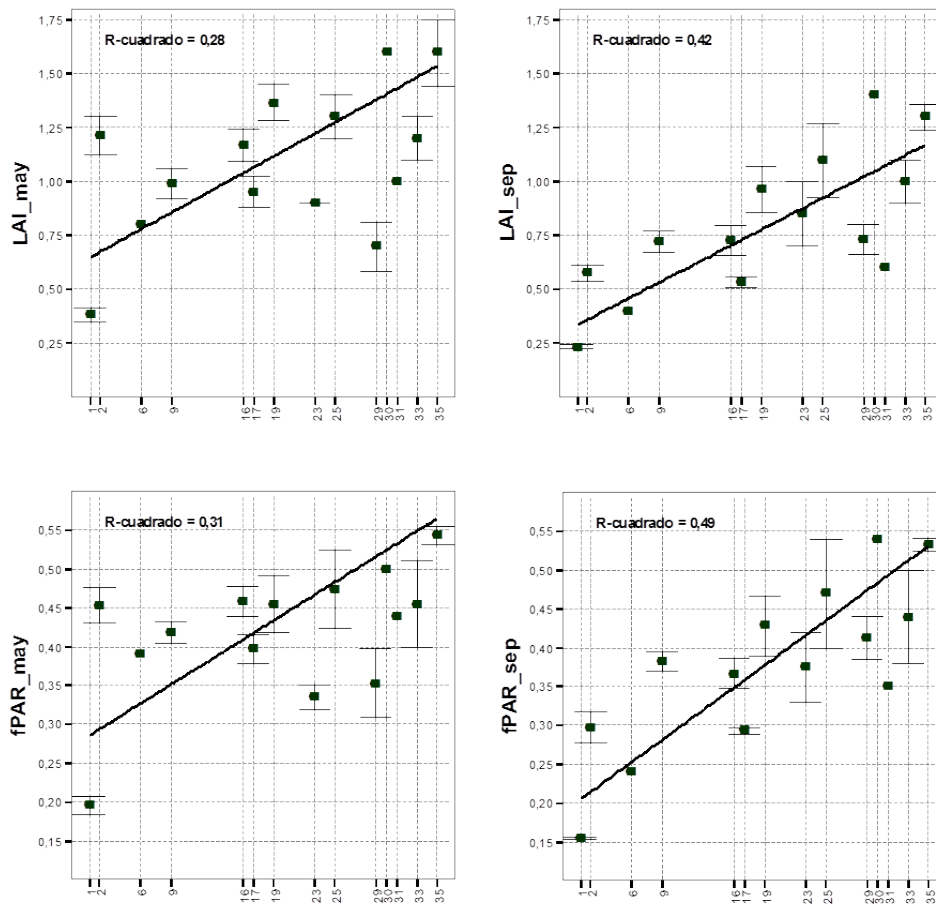 R-cuadrado = 0,28
LAI_may
1,75
1,50
1,25
1,00
0,75
0,50
0,25
1 2 6 9 16 17 19 23 25 29 30 31 33 35
R-cuadrado = 0,42
LAI_sep
1,75
1,50
1,25
1,00
0,75
0,50
0,25
1 2 6 9 16 17 19 23 25 29 30 31 33 35
R-cuadrado = 0,31
fPAR_may
0,55
0,50
0,45
0,40
0,35
0,30
0,25
0,20
0,15
1 2 6 9 16 17 19 23 25 29 30 31 33 35
R-cuadrado = 0,49
fPAR_sep
0,55
0,50
0,45
0,40
0,35
0,30
0,25
0,20
0,15
1 2 6 9 16 17 19 23 25 29 30 31 33 35